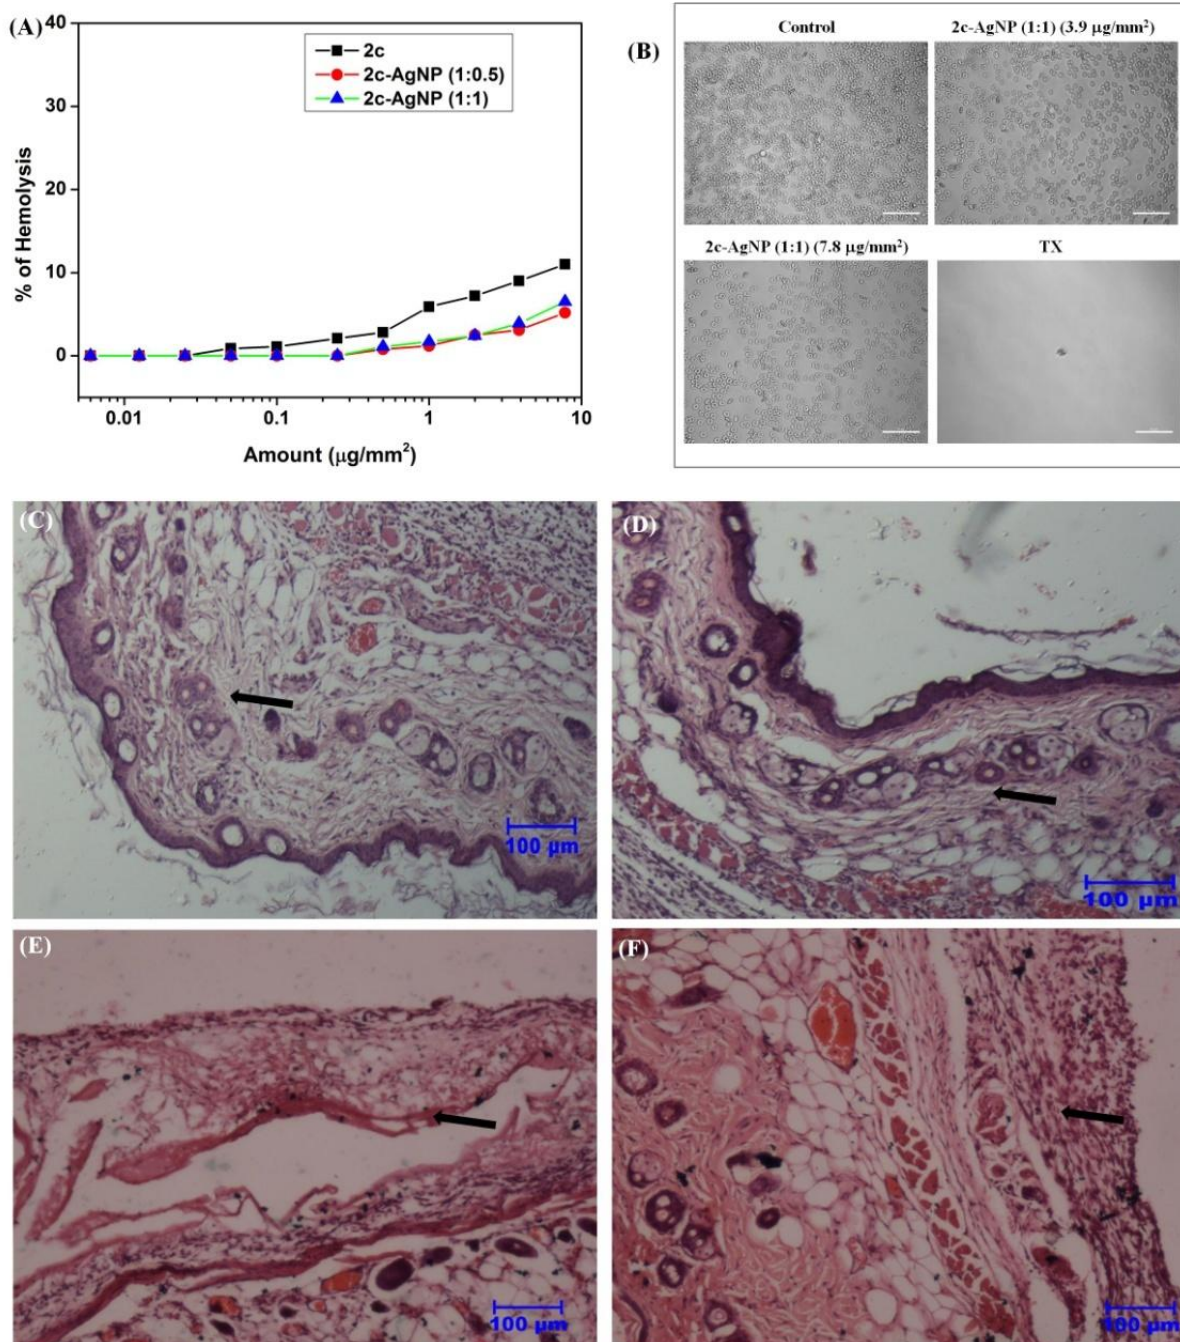 (A)
40
30
20
10
0
% of Hemolysis
2c
2c-AgNP (1:0.5)
2c-AgNP (1:1)
0.01 0.1 1 10
Amount (µg/mm²)
(B)
Control 2c-AgNP (1:1) (3.9 µg/mm²)
2c-AgNP (1:1) (7.8 µg/mm²) TX
(C)
100 µm
(D)
100 µm
(E)
100 µm
(F)
100 µm